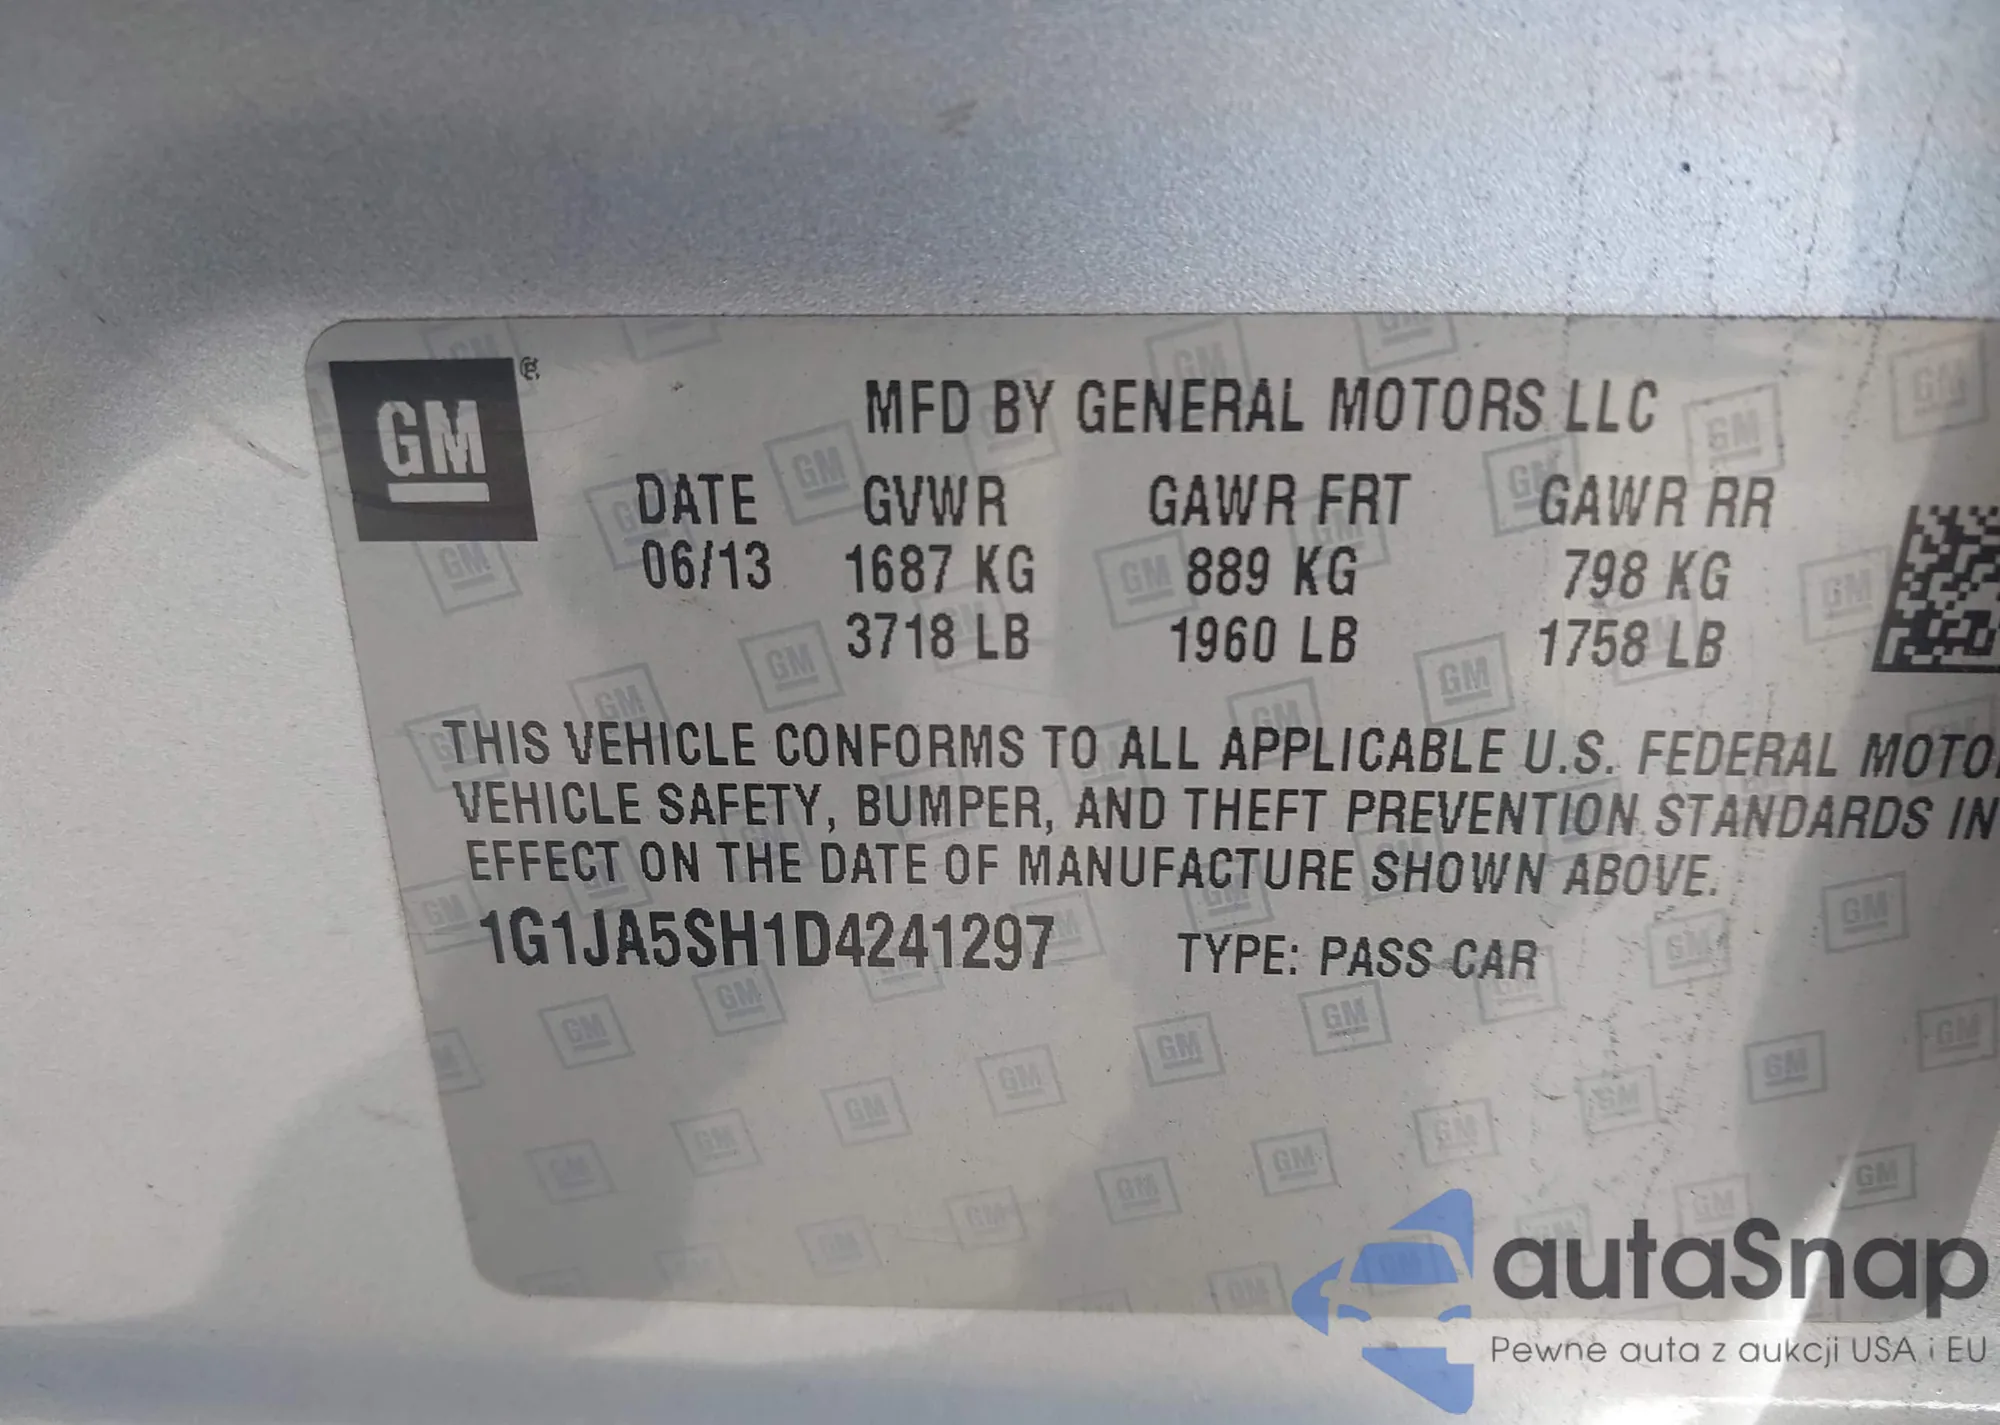 GM ®
MFD BY GENERAL MOTORS LLC
DATE GVWR GAWR FRT GAWR RR
06/13 1687 KG 889 KG 798 KG
3718 LB 1960 LB 1758 LB
THIS VEHICLE CONFORMS TO ALL APPLICABLE U.S. FEDERAL MOTO
VEHICLE SAFETY, BUMPER, AND THEFT PREVENTION STANDARDS IN
EFFECT ON THE DATE OF MANUFACTURE SHOWN ABOVE.
1G1JA5SH1D4241297 TYPE: PASS CAR
autaSnap
Pewne auta z aukcji USA i EU